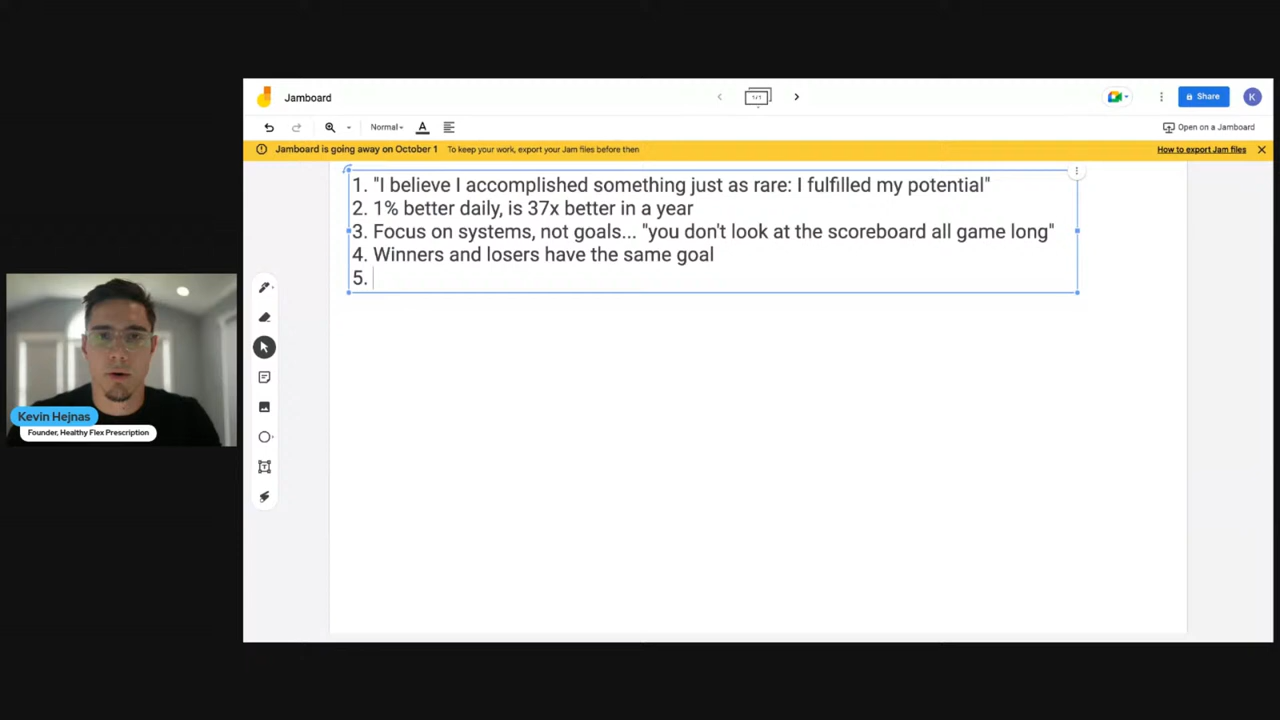 Jamboard
1/1
Share
K
Normal
A
Open on a Jamboard
Jamboard is going away on October 1 To keep your work, export your Jam files before then
How to export Jam files
1. "I believe I accomplished something just as rare: I fulfilled my potential"
2. 1% better daily, is 37x better in a year
3. Focus on systems, not goals... "you don't look at the scoreboard all game long"
4. Winners and losers have the same goal
5.
Kevin Hejnas
Founder, Healthy Flex Prescription